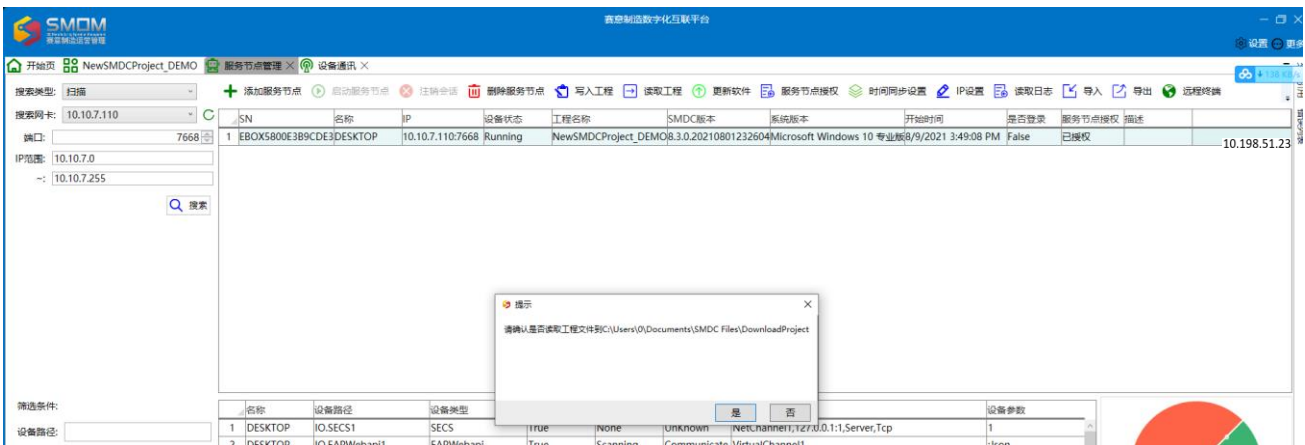 SMOM
赛意制造运营管理
赛意制造数字化互联平台
设置 更多
开始页 NewSMDCProject_DEMO 服务节点管理 × 设备通讯 ×
搜索类型: 扫描
添加服务节点 启动服务节点 注销会话 删除服务节点 写入工程 读取工程 更新软件 服务节点授权 时间同步设置 IP设置 读取日志 导入 导出 远程终端
搜索网卡: 10.10.7.110
端口: 7668
IP范围: 10.10.7.0
~: 10.10.7.255
搜索
SN 名称 IP 设备状态 工程名称 SMDC版本 系统版本 开始时间 是否登录 服务节点授权 描述
1 EBOX5800E3B9CDE3 DESKTOP 10.10.7.110:7668 Running NewSMDCProject_DEMO 8.3.0.20210801232604 Microsoft Windows 10 专业版 8/9/2021 3:49:08 PM False 已授权
10.198.51.23
提示
请确认是否读取工程文件到C:\Users\0\Documents\SMDC Files\DownloadProject
是 否
筛选条件:
设备路径:
名称 设备路径 设备类型 设备参数
1 DESKTOP IO.SECS1 SECS True None UnKnown NetChannel1,127.0.0.1:1,Server,Tcp 1
2 DESKTOP IO.EAPWebapi1 EAPWebapi True Scanning Communicate VirtualChannel1